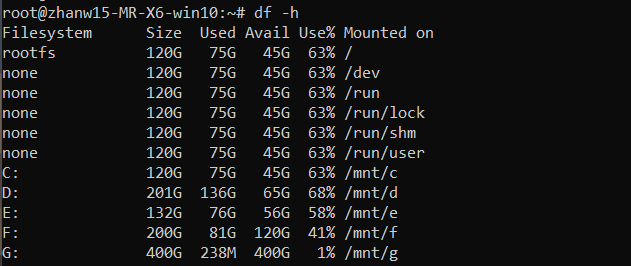 root@zhanw15-MR-X6-win10:~# df -h
Filesystem      Size  Used Avail Use% Mounted on
rootfs          120G   75G   45G  63% /
none            120G   75G   45G  63% /dev
none            120G   75G   45G  63% /run
none            120G   75G   45G  63% /run/lock
none            120G   75G   45G  63% /run/shm
none            120G   75G   45G  63% /run/user
C:              120G   75G   45G  63% /mnt/c
D:              201G  136G   65G  68% /mnt/d
E:              132G   76G   56G  58% /mnt/e
F:              200G   81G  120G  41% /mnt/f
G:              400G  238M  400G   1% /mnt/g